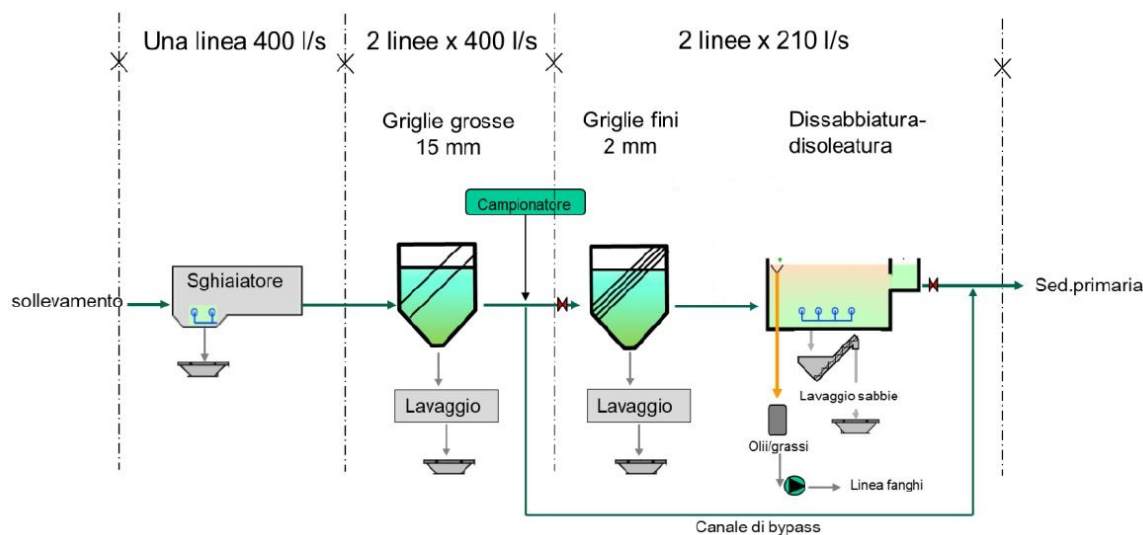 Una linea 400 l/s
2 linee x 400 l/s
2 linee x 210 l/s
Griglie grosse
15 mm
Griglie fini
2 mm
Dissabbiatura-
disoleatura
Campionatore
Sghiaiatore
sollevamento
Sed.primaria
Lavaggio
Lavaggio
Lavaggio sabbie
Olii/grassi
Linea fanghi
Canale di bypass